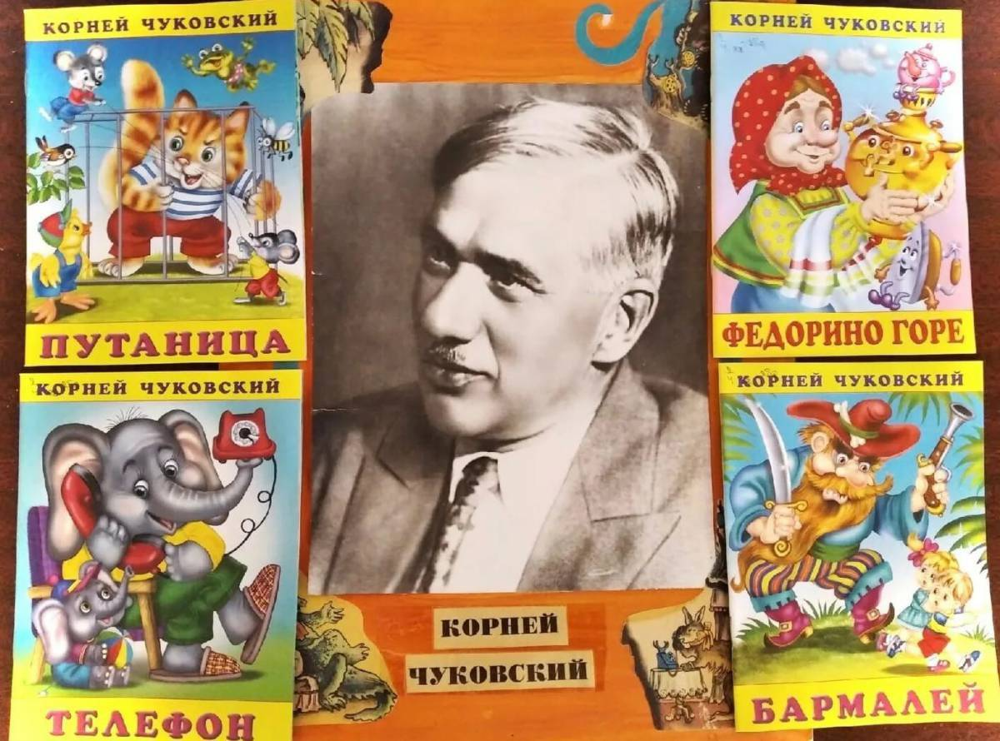 КОРНЕЙ ЧУКОВСКИЙ
ПУТАНИЦА
КОРНЕЙ ЧУКОВСКИЙ
ФЕДОРИНО ГОРЕ
КОРНЕЙ ЧУКОВСКИЙ
ТЕЛЕФОН
КОРНЕЙ
ЧУКОВСКИЙ
КОРНЕЙ ЧУКОВСКИЙ
БАРМАЛЕЙ